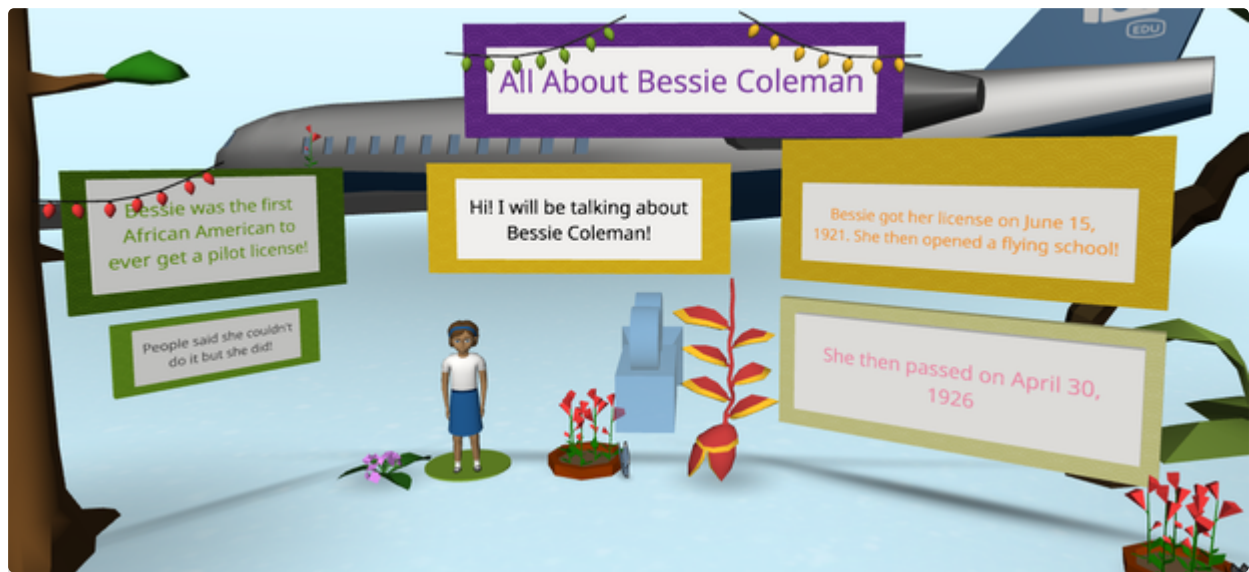 EDU
All About Bessie Coleman
Bessie was the first
African American to
ever get a pilot license!
People said she couldn't
do it but she did!
Hi! I will be talking about
Bessie Coleman!
Bessie got her license on June 15,
1921. She then opened a flying school!
She then passed on April 30,
1926